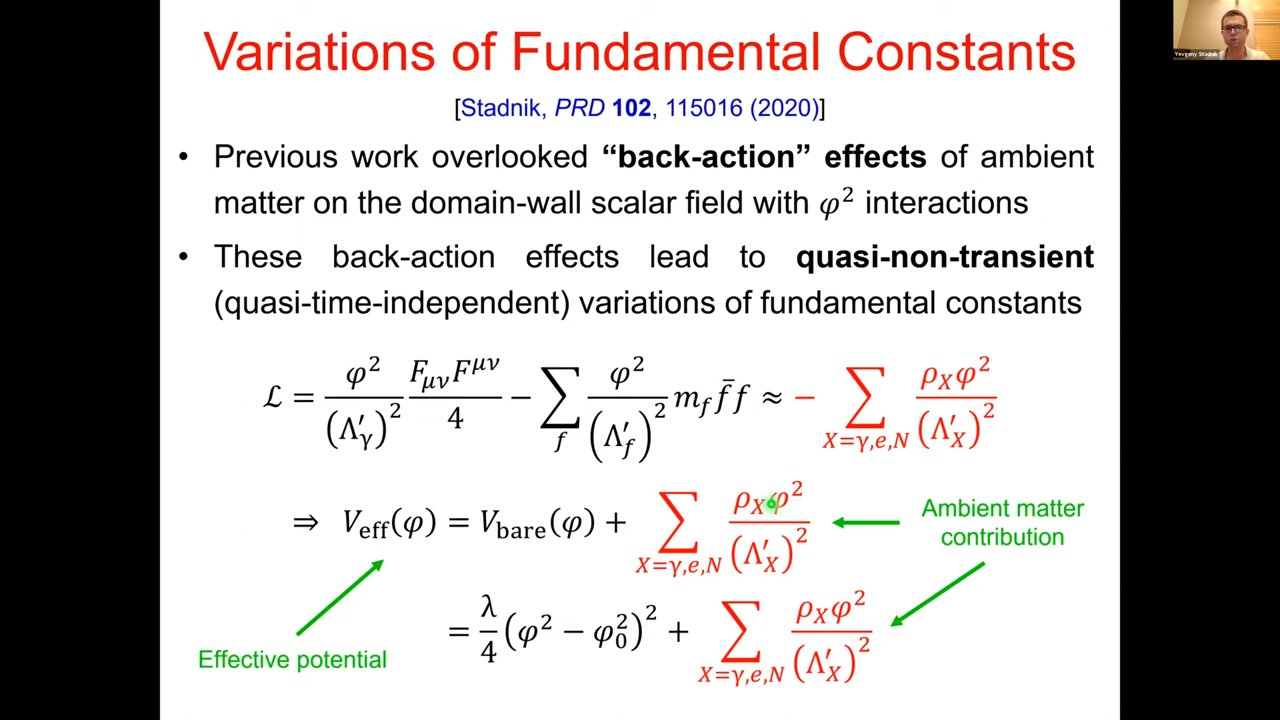 Variations of Fundamental Constants
[Stadnik, PRD 102, 115016 (2020)]
Yevgeny Stadnik
• Previous work overlooked “back-action” effects of ambient
matter on the domain-wall scalar field with φ² interactions
• These back-action effects lead to quasi-non-transient
(quasi-time-independent) variations of fundamental constants
ℒ = φ²/(Λ′_γ)² F_μν F^μν/4 − ∑_f φ²/(Λ′_f)² m_f f̄f ≈ − ∑_{X=γ,e,N} ρ_X φ²/(Λ′_X)²
⇒ V_eff(φ) = V_bare(φ) + ∑_{X=γ,e,N} ρ_X φ²/(Λ′_X)²
Ambient matter
contribution
= λ/4 (φ² − φ₀²)² + ∑_{X=γ,e,N} ρ_X φ²/(Λ′_X)²
Effective potential